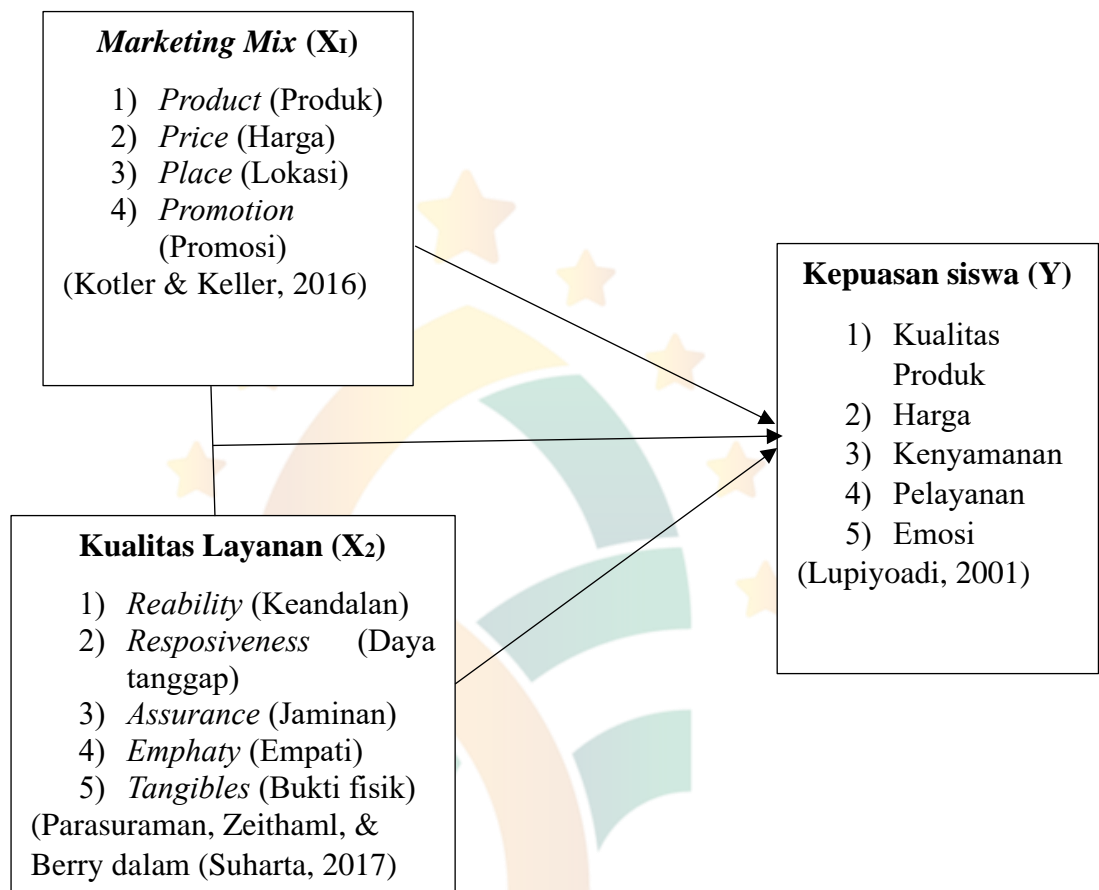 Marketing Mix (XI)
1) Product (Produk)
2) Price (Harga)
3) Place (Lokasi)
4) Promotion
(Promosi)
(Kotler & Keller, 2016)
Kualitas Layanan (X2)
1) Reability (Keandalan)
2) Resposiveness (Daya
tanggap)
3) Assurance (Jaminan)
4) Emphaty (Empati)
5) Tangibles (Bukti fisik)
(Parasuraman, Zeithaml, &
Berry dalam (Suharta, 2017)
Kepuasan siswa (Y)
1) Kualitas
Produk
2) Harga
3) Kenyamanan
4) Pelayanan
5) Emosi
(Lupiyoadi, 2001)